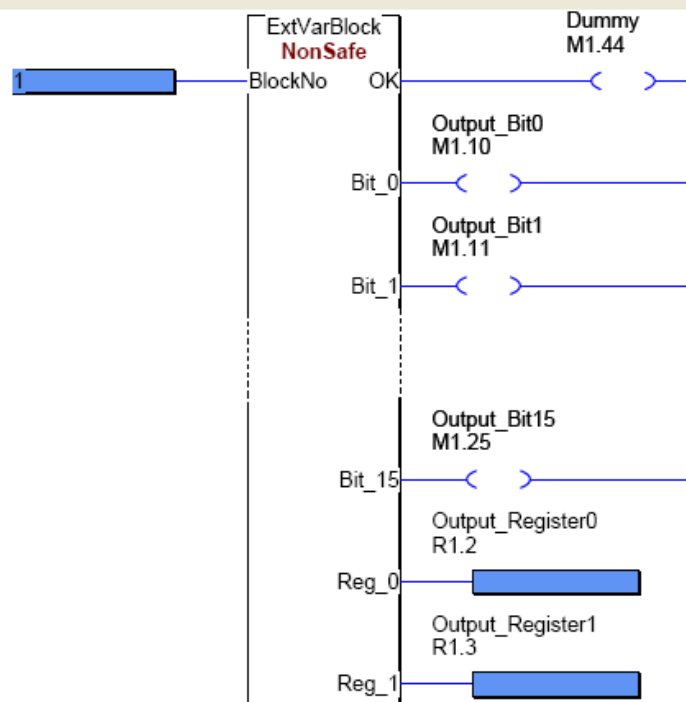 ExtVarBlock
NonSafe
Dummy
M1.44
1
BlockNo OK
Output_Bit0
M1.10
Bit_0
Output_Bit1
M1.11
Bit_1
Output_Bit15
M1.25
Bit_15
Output_Register0
R1.2
Reg_0
Output_Register1
R1.3
Reg_1